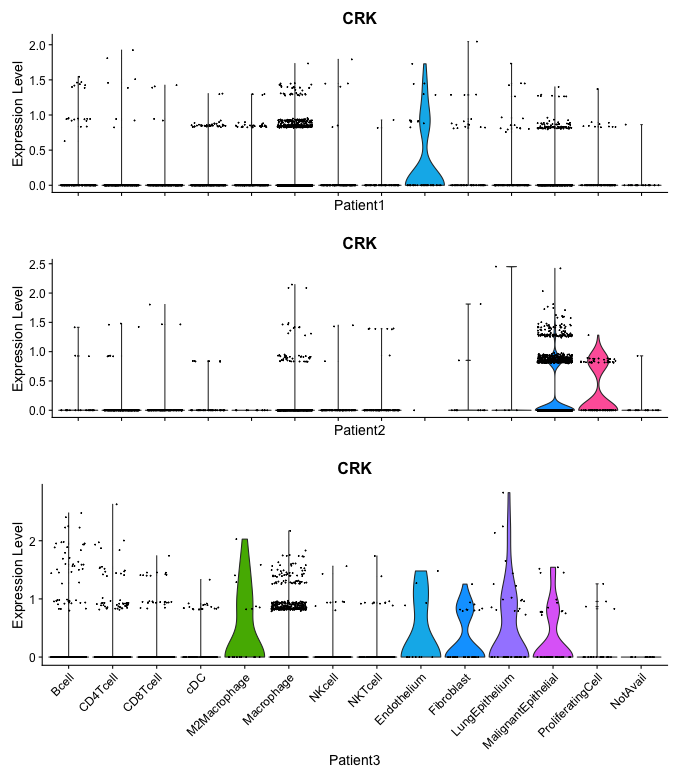 CRK
Expression Level
2.0
1.5
1.0
0.5
0.0
Patient1
CRK
Expression Level
2.5
2.0
1.5
1.0
0.5
0.0
Patient2
CRK
Expression Level
2
1
0
Bcell
CD4Tcell
CD8Tcell
cDC
M2Macrophage
Macrophage
NKcell
NKTcell
Endothelium
Fibroblast
LungEpithelium
MalignantEpithelial
ProliferatingCell
NotAvail
Patient3